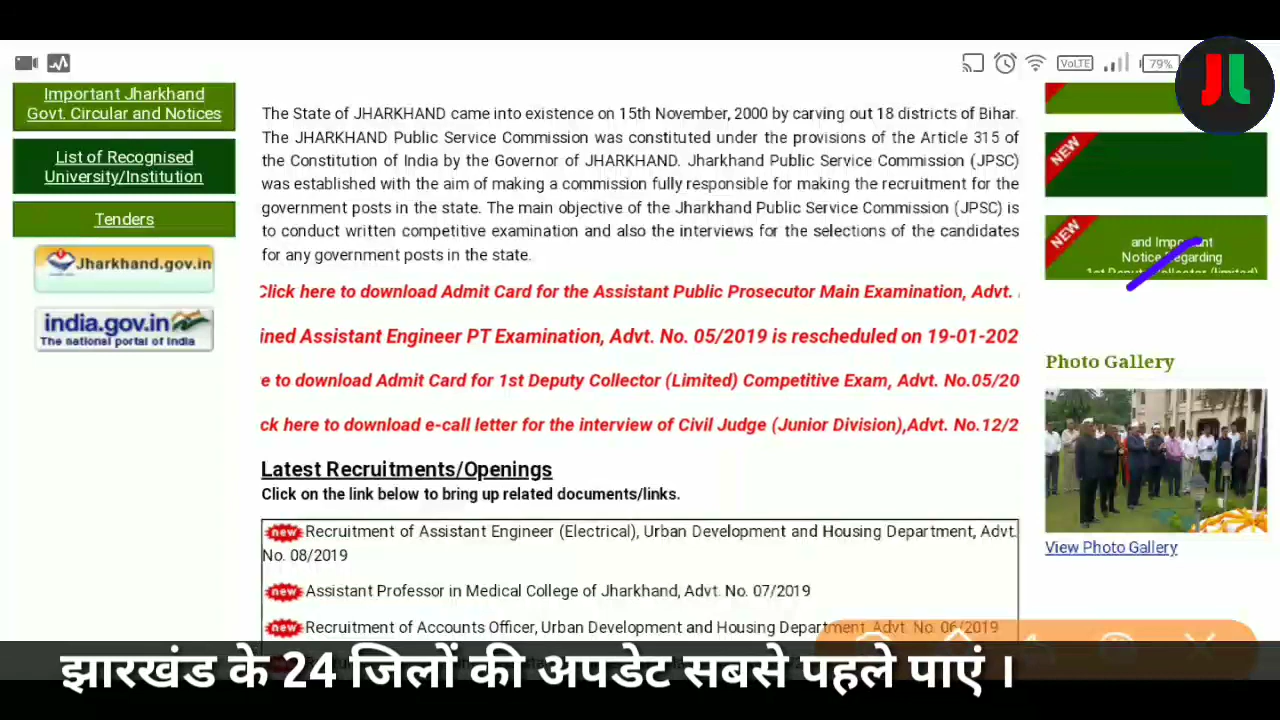 VoLTE
79%
JL
Important Jharkhand
Govt. Circular and Notices
List of Recognised
University/Institution
Tenders
Jharkhand.gov.in
india.gov.in
The national portal of India
The State of JHARKHAND came into existence on 15th November, 2000 by carving out 18 districts of Bihar.
The JHARKHAND Public Service Commission was constituted under the provisions of the Article 315 of
the Constitution of India by the Governor of JHARKHAND. Jharkhand Public Service Commission (JPSC)
was established with the aim of making a commission fully responsible for making the recruitment for the
government posts in the state. The main objective of the Jharkhand Public Service Commission (JPSC) is
to conduct written competitive examination and also the interviews for the selections of the candidates
for any government posts in the state.
Click here to download Admit Card for the Assistant Public Prosecutor Main Examination, Advt.
ined Assistant Engineer PT Examination, Advt. No. 05/2019 is rescheduled on 19-01-202
e to download Admit Card for 1st Deputy Collector (Limited) Competitive Exam, Advt. No.05/20
ck here to download e-call letter for the interview of Civil Judge (Junior Division),Advt. No.12/2
Latest Recruitments/Openings
Click on the link below to bring up related documents/links.
new Recruitment of Assistant Engineer (Electrical), Urban Development and Housing Department, Advt.
No. 08/2019
new Assistant Professor in Medical College of Jharkhand, Advt. No. 07/2019
new Recruitment of Accounts Officer, Urban Development and Housing Department, Advt. No. 06/2019
NEW
NEW
and Important
Notice Regarding
1st Deputy Collector (limited)
Photo Gallery
View Photo Gallery
झारखंड के 24 जिलों की अपडेट सबसे पहले पाएं ।